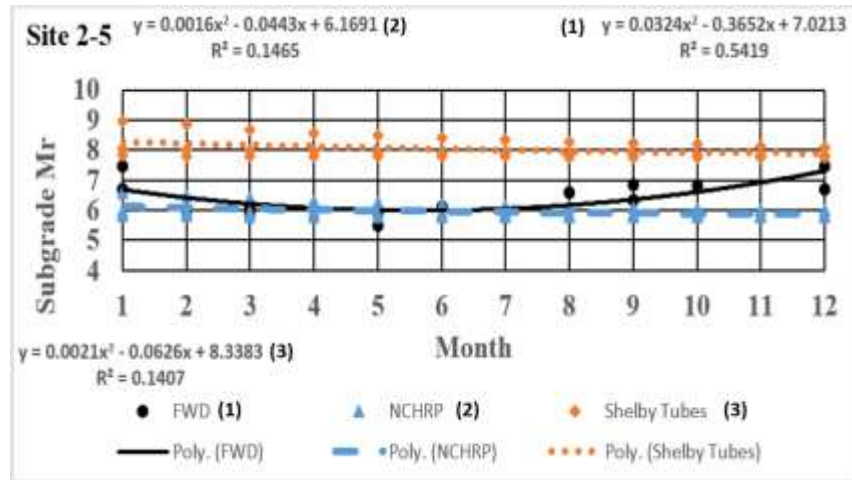 Site 2-5 y = 0.0016x² - 0.0443x + 6.1691 (2) (1) y = 0.0324x² - 0.3652x + 7.0213
R² = 0.1465 R² = 0.5419
10
9
8
7
6
5
4
Subgrade Mr
1 2 3 4 5 6 7 8 9 10 11 12
Month
y = 0.0021x² - 0.0626x + 8.3383 (3)
R² = 0.1407
FWD (1) NCHRP (2) Shelby Tubes (3)
Poly. (FWD) Poly. (NCHRP) Poly. (Shelby Tubes)